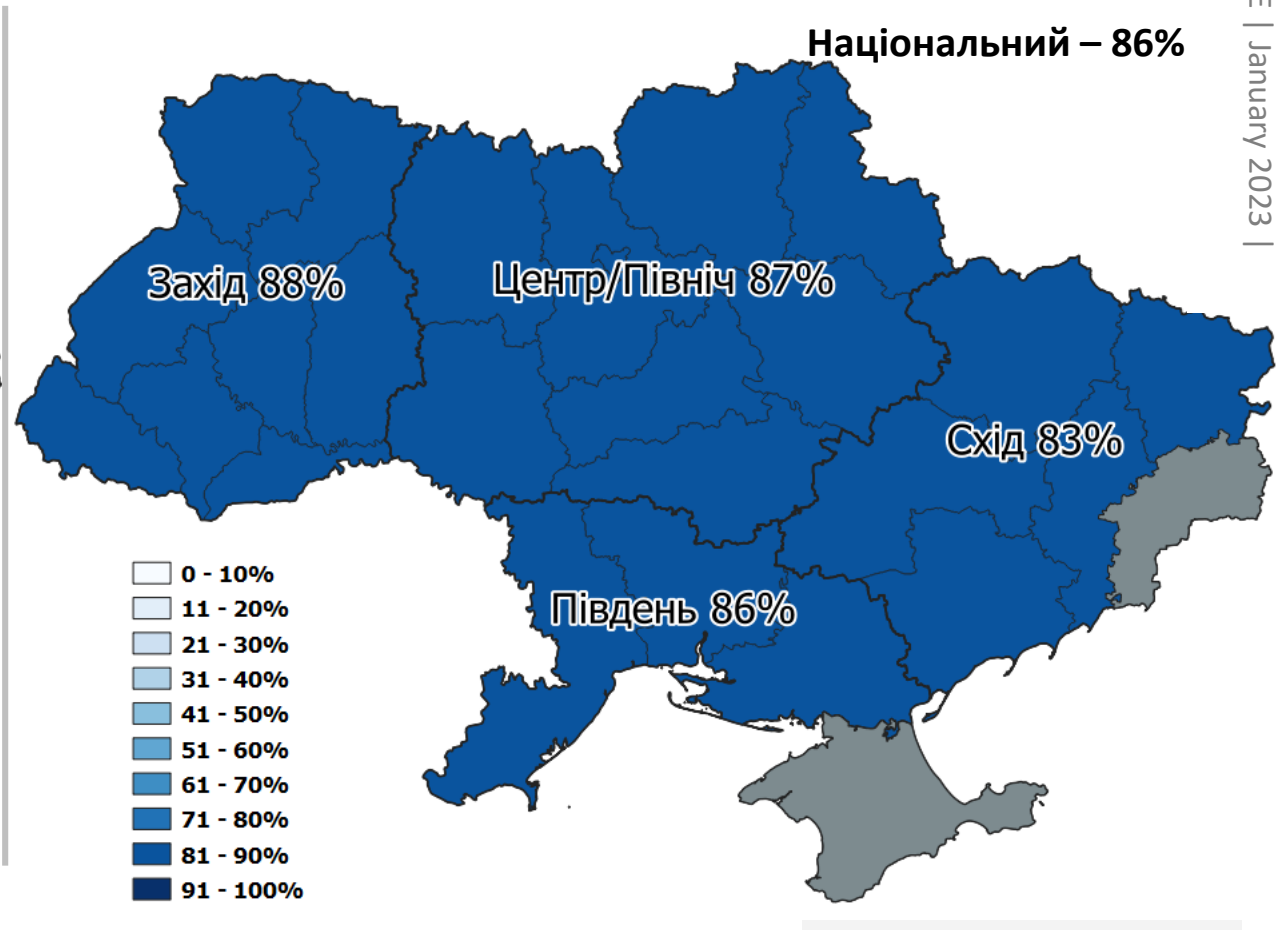 Національний – 86%
| January 2023 |
Захід 88%
Центр/Північ 87%
Схід 83%
Південь 86%
0 - 10%
11 - 20%
21 - 30%
31 - 40%
41 - 50%
51 - 60%
61 - 70%
71 - 80%
81 - 90%
91 - 100%